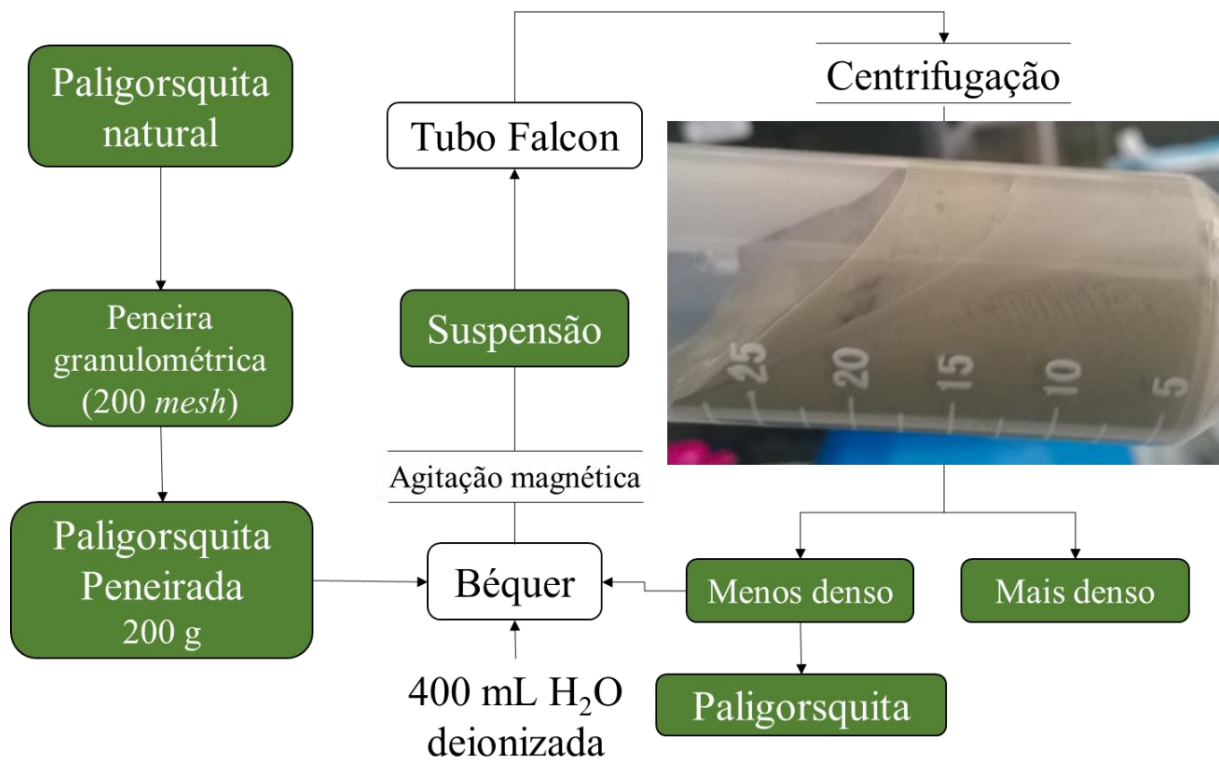 Paligorsquita
natural
Peneira
granulométrica
(200 mesh)
Paligorsquita
Peneirada
200 g
Tubo Falcon
Suspensão
Agitação magnética
Béquer
400 mL H₂O
deionizada
Centrifugação
25 20 15 10 5
Menos denso
Mais denso
Paligorsquita